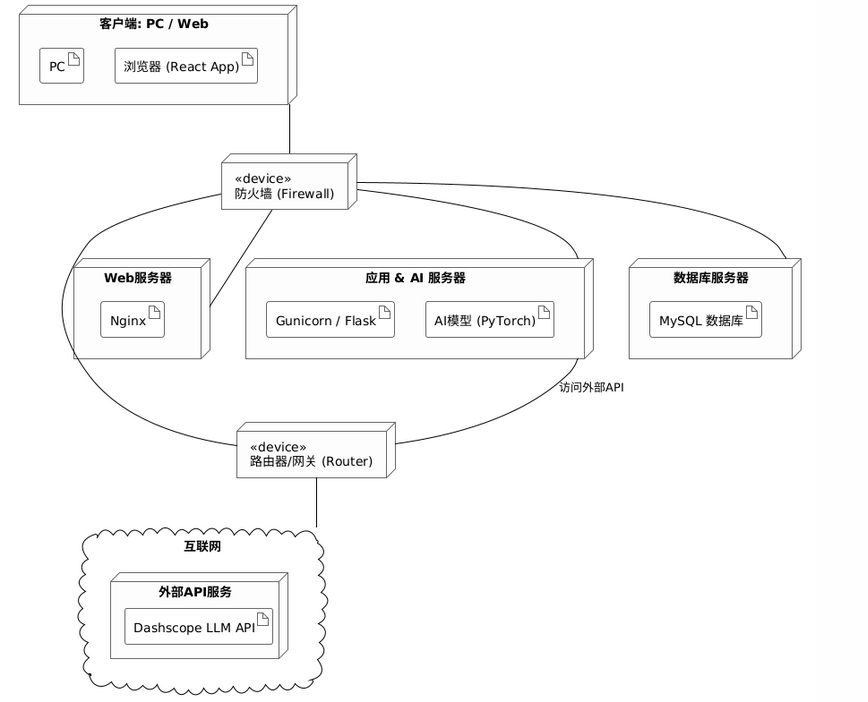 客户端: PC / Web
PC
浏览器 (React App)
«device»
防火墙 (Firewall)
Web服务器
Nginx
应用 & AI 服务器
Gunicorn / Flask
AI模型 (PyTorch)
数据库服务器
MySQL 数据库
访问外部API
«device»
路由器/网关 (Router)
互联网
外部API服务
Dashscope LLM API